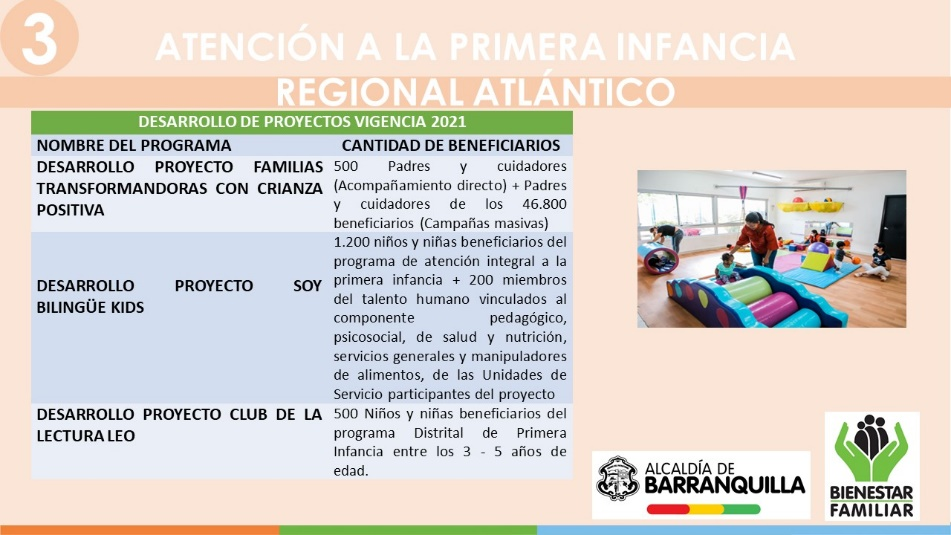 3
ATENCIÓN A LA PRIMERA INFANCIA
REGIONAL ATLÁNTICO
DESARROLLO DE PROYECTOS VIGENCIA 2021
NOMBRE DEL PROGRAMA CANTIDAD DE BENEFICIARIOS
DESARROLLO PROYECTO FAMILIAS
TRANSFORMANDORAS CON CRIANZA
POSITIVA
500 Padres y cuidadores
(Acompañamiento directo) + Padres
y cuidadores de los 46.800
beneficiarios (Campañas masivas)
DESARROLLO PROYECTO SOY
BILINGÜE KIDS
1.200 niños y niñas beneficiarios del
programa de atención integral a la
primera infancia + 200 miembros
del talento humano vinculados al
componente pedagógico,
psicosocial, de salud y nutrición,
servicios generales y manipuladores
de alimentos, de las Unidades de
Servicio participantes del proyecto
DESARROLLO PROYECTO CLUB DE LA
LECTURA LEO
500 Niños y niñas beneficiarios del
programa Distrital de Primera
Infancia entre los 3 - 5 años de
edad.
ALCALDÍA DE
BARRANQUILLA
BIENESTAR
FAMILIAR